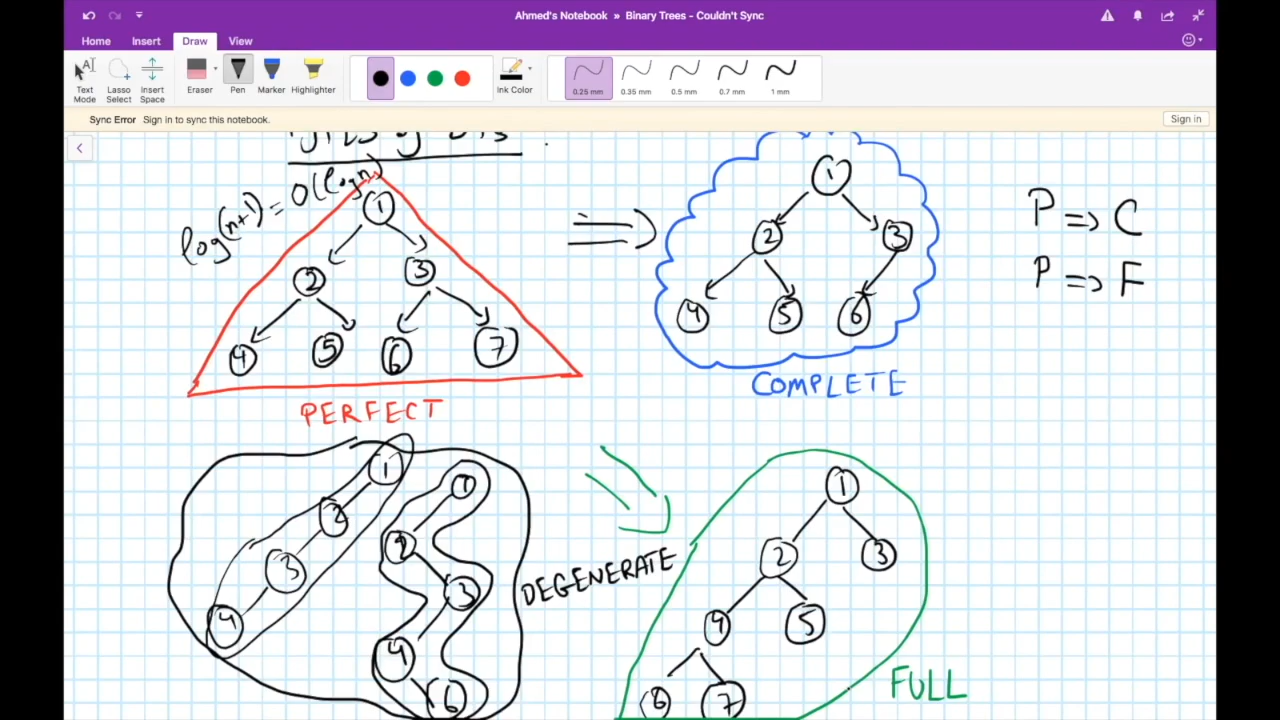 Ahmed's Notebook » Binary Trees - Couldn't Sync
Home Insert Draw View
Text Mode
Lasso Select
Insert Space
Eraser
Pen
Marker
Highlighter
Ink Color
0.25 mm
0.35 mm
0.5 mm
0.7 mm
1 mm
Sync Error Sign in to sync this notebook.
Sign in
log(n+1) = O(logn)
1
2 3
4 5 6 7
PERFECT
=>
1
2 3
4 5 6
COMPLETE
P => C
P => F
1
2
3
4
1
2
3
4
6
DEGENERATE
1
2 3
4 5
6 7
FULL